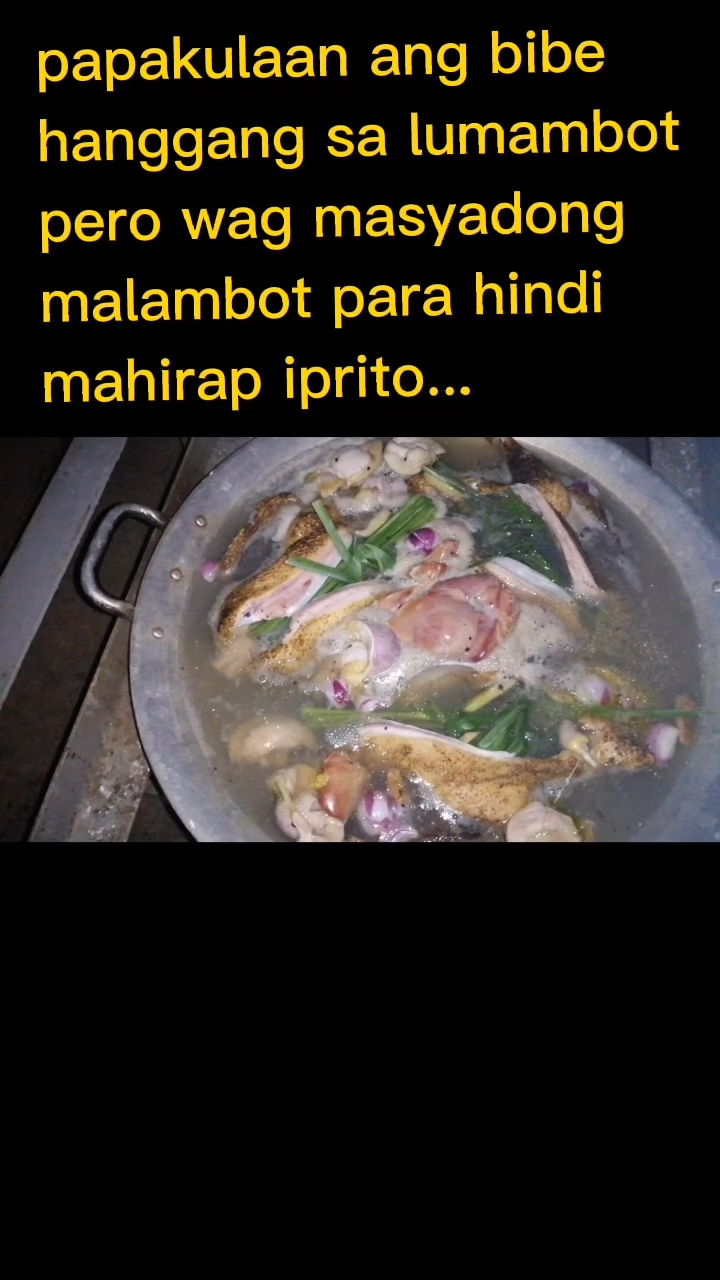 papakulaan ang bibe
hanggang sa lumambot
pero wag masyadong
malambot para hindi
mahirap iprito...